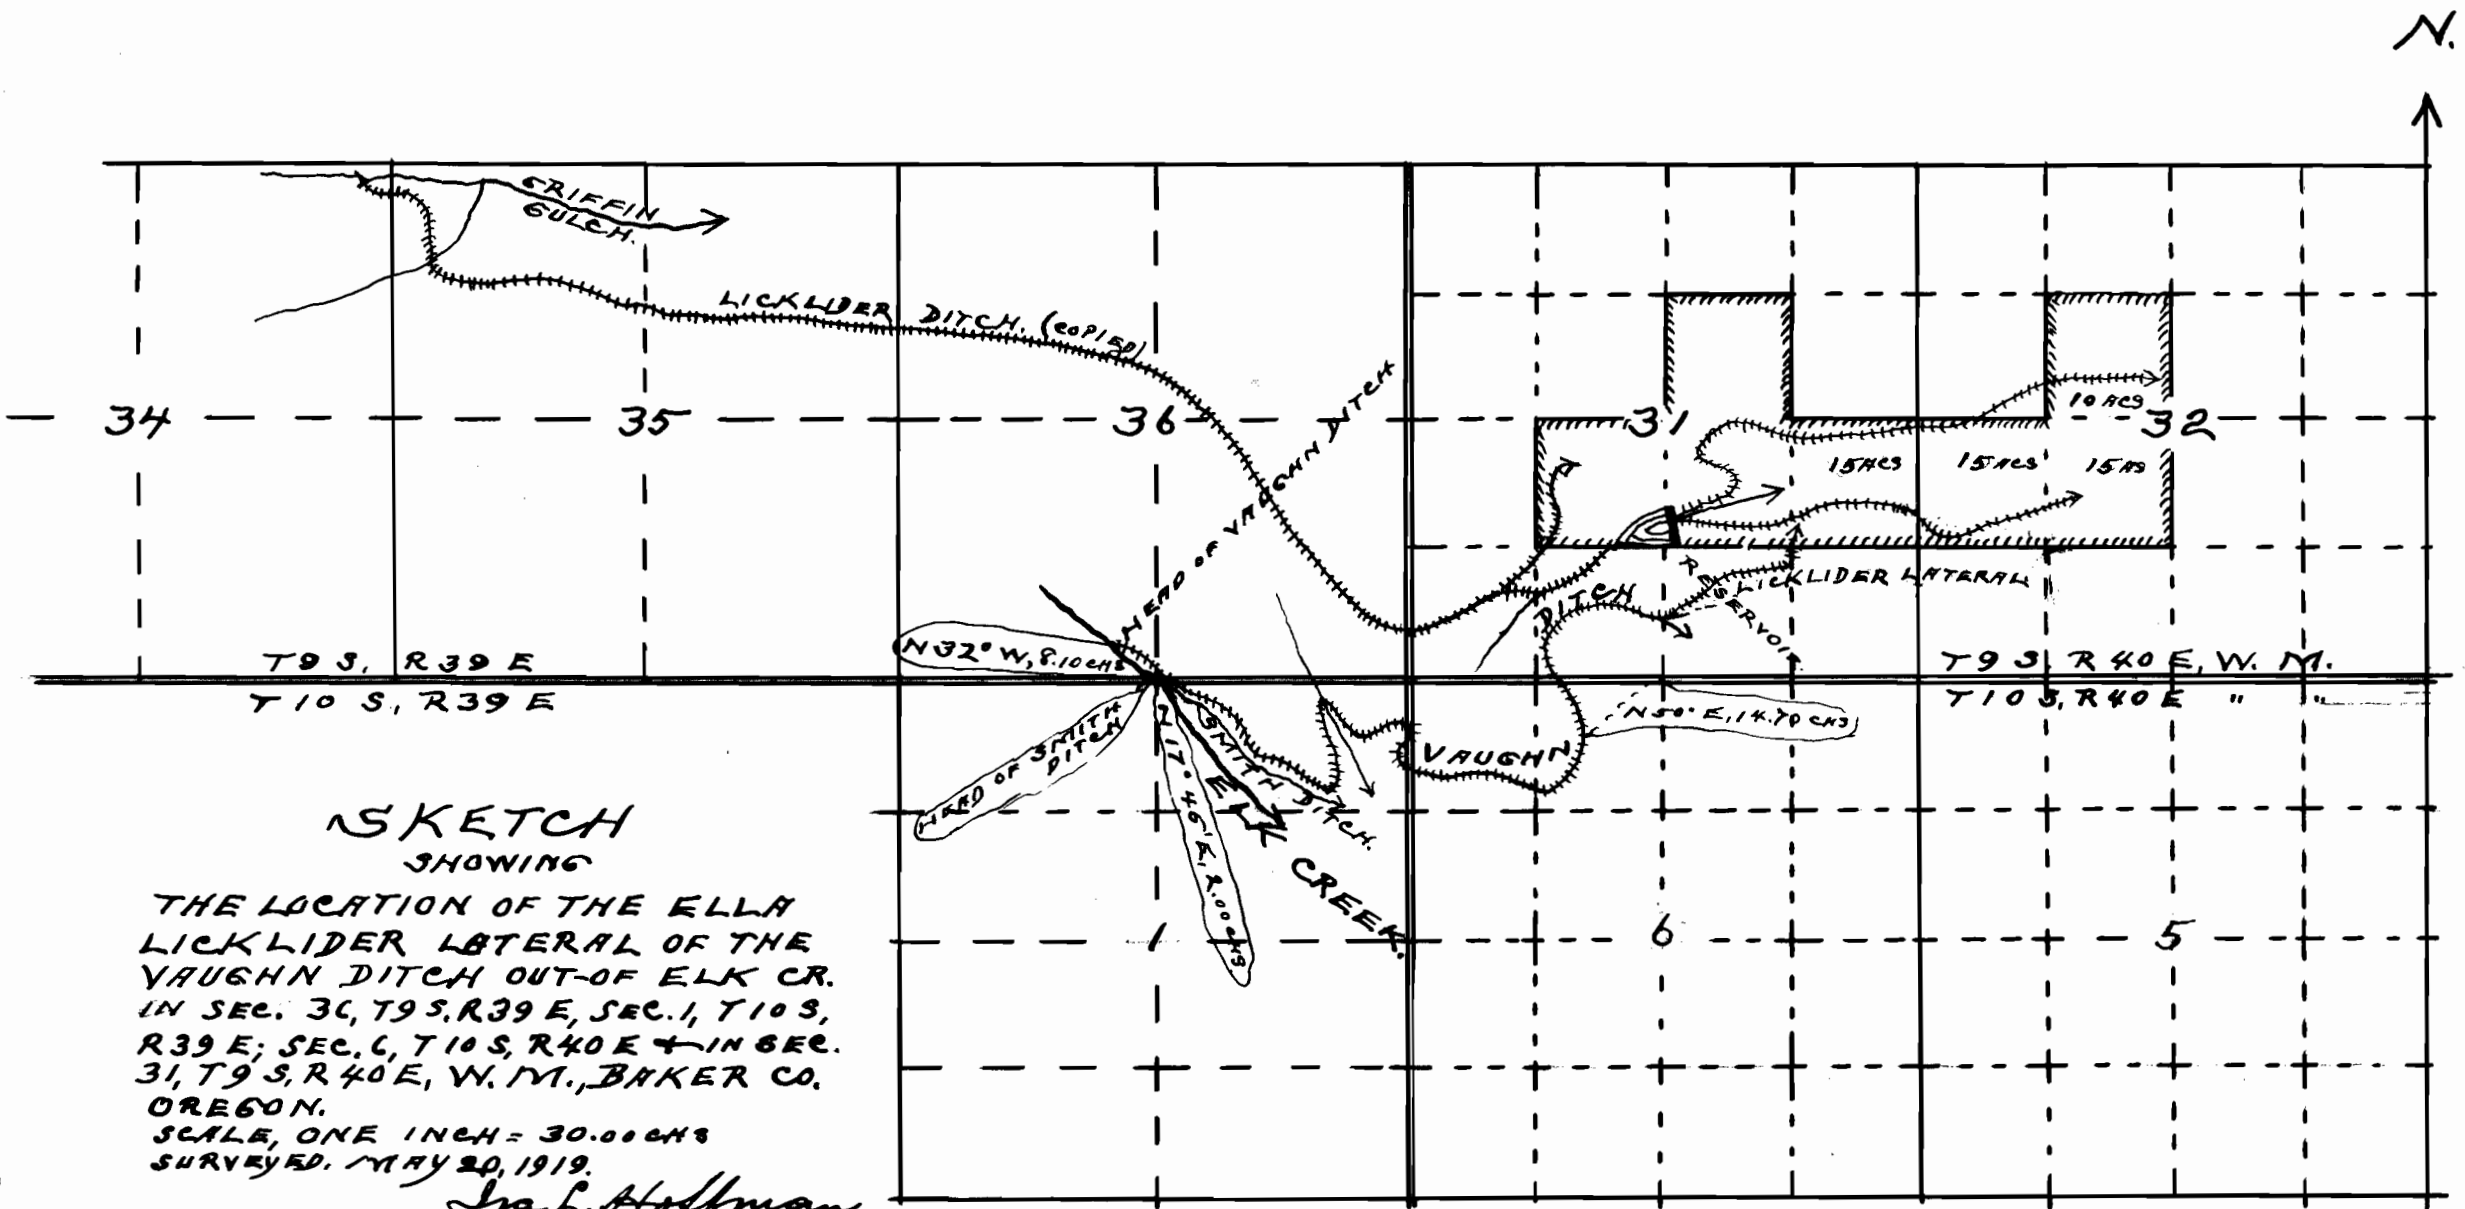 N.
GRIFFIN
GULCH.
LICKLIDER DITCH. (COPIED)
34
35
36
31
32
10 ACS
15 ACS
15 ACS
15 AS
HEAD OF VAUGHN DITCH
RESERVOIR
LICKLIDER LATERAL
DITCH
N 32° W, 8.10 CHS
T 9 S, R 39 E
T 10 S, R 39 E
T 9 S, R 40 E, W. M.
T 10 S, R 40 E " "
N 50° E, 14.70 CHS
VAUGHN
HEAD OF SMITH
DITCH
SMITH DITCH.
N 17° 46' E, 2.00 CHS
ELK CREEK.
1
6
5
SKETCH
SHOWING
THE LOCATION OF THE ELLA
LICKLIDER LATERAL OF THE
VAUGHN DITCH OUT-OF ELK CR.
IN SEC. 36, T 9 S. R 39 E, SEC. 1, T 10 S,
R 39 E; SEC. 6, T 10 S, R 40 E & IN SEC.
31, T 9 S, R 40 E, W. M., BAKER CO.
OREGON.
SCALE, ONE INCH = 30.00 CHS
SURVEYED. MAY 20, 1919.
Hoffman